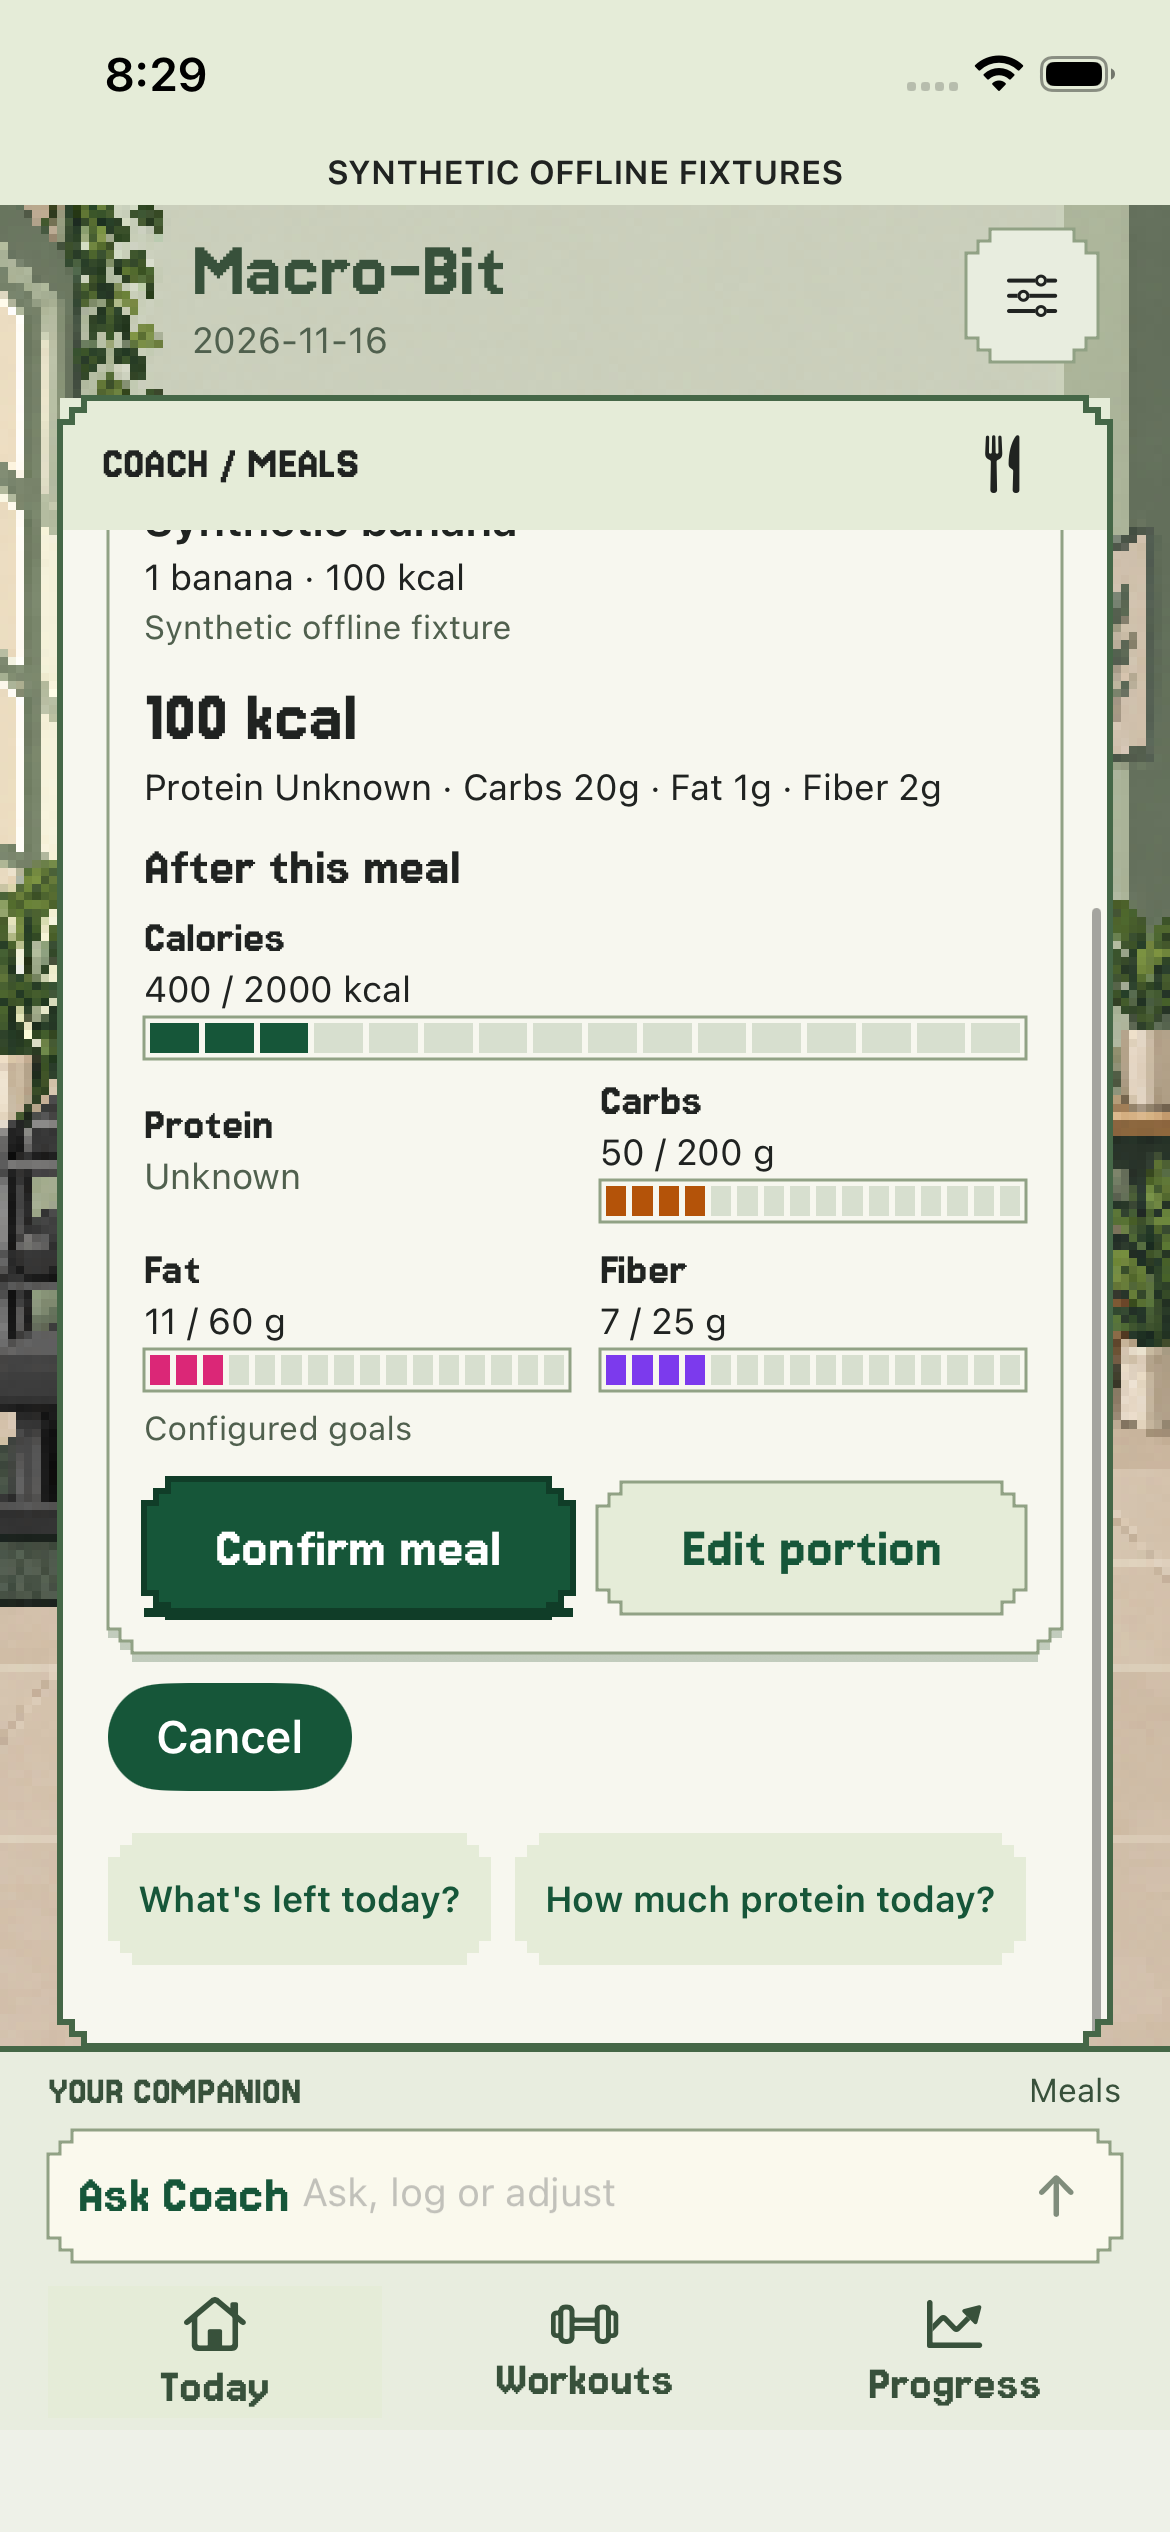 8:29
SYNTHETIC OFFLINE FIXTURES
Macro-Bit
2026-11-16
COACH / MEALS
Synthetic banana
1 banana · 100 kcal
Synthetic offline fixture
100 kcal
Protein Unknown · Carbs 20g · Fat 1g · Fiber 2g
After this meal
Calories
400 / 2000 kcal
Protein
Unknown
Carbs
50 / 200 g
Fat
11 / 60 g
Fiber
7 / 25 g
Configured goals
Confirm meal
Edit portion
Cancel
What's left today?
How much protein today?
YOUR COMPANION
Meals
Ask Coach Ask, log or adjust
Today
Workouts
Progress